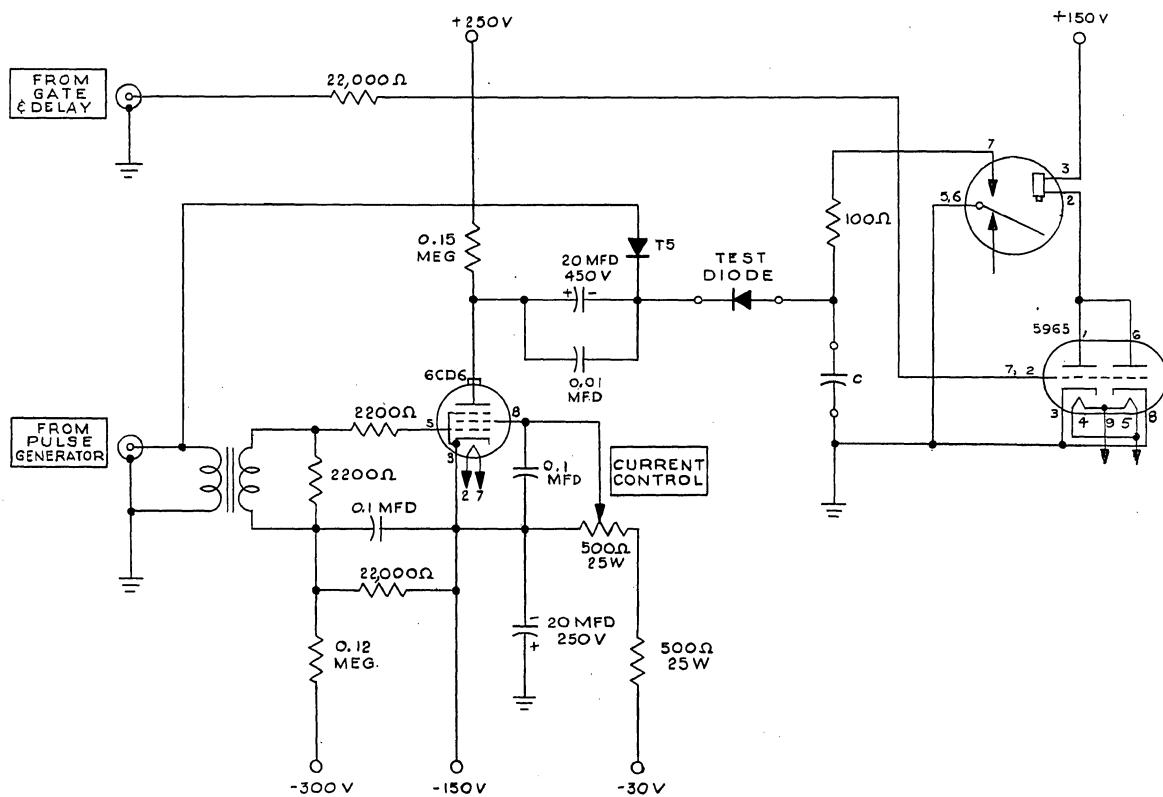 +250V
+150V
FROM
GATE
& DELAY
22,000Ω
7
3
2
5,6
0.15
MEG
20 MFD
450V
+ -
T5
TEST
DIODE
100Ω
0.01
MFD
5965
1
6
7, 2
3
4
9
5
8
C
6CD6
FROM
PULSE
GENERATOR
2200Ω
5
8
3
2
7
2200Ω
0.1
MFD
CURRENT
CONTROL
0.1 MFD
500Ω
25W
22,000Ω
0.12
MEG.
-
20 MFD
250V
+
500Ω
25W
-300V
-150V
-30V